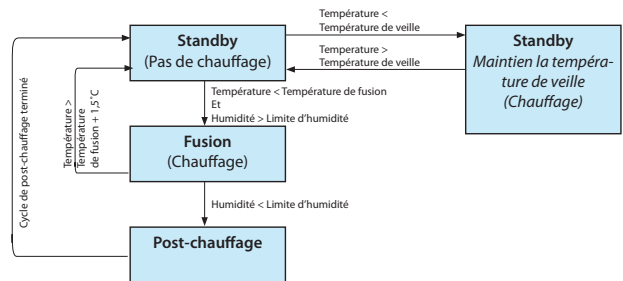 Standby
(Pas de chauffage)
Température <
Température de veille
Temperature >
Température de veille
Standby
Maintien la tempéra-
ture de veille
(Chauffage)
Température < Température de fusion
Et
Humidité > Limite d'humidité
Température >
Température
de fusion + 1,5˚C
Cycle de post-chauffage terminé
Fusion
(Chauffage)
Humidité < Limite d'humidité
Post-chauffage